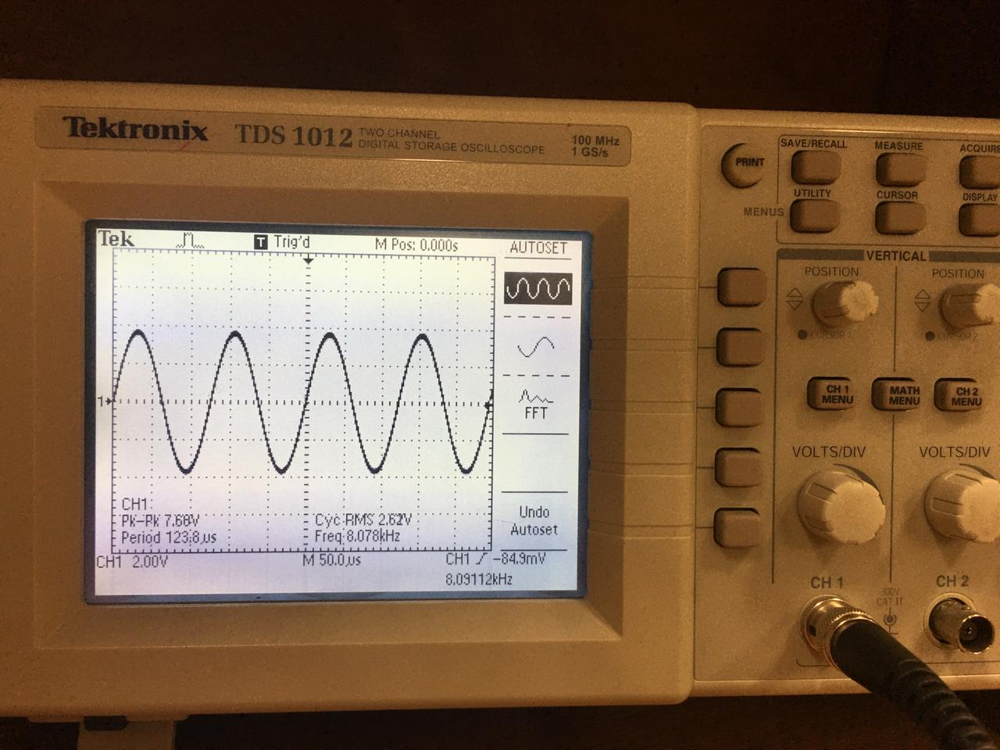 Tektronix TDS 1012 TWO CHANNEL
DIGITAL STORAGE OSCILLOSCOPE
100 MHz
1 GS/s
Tek T Trig'd M Pos: 0.000s AUTOSET
FFT
Undo
Autoset
1
CH1:
Pk-Pk 7.68V
Cyc RMS 2.62V
Period 123.8µs
Freq 8.078kHz
CH1 2.00V M 50.0µs CH1 -84.9mV
8.09112kHz
PRINT
SAVE/RECALL MEASURE ACQUIRE
UTILITY CURSOR DISPLAY
MENUS
VERTICAL
POSITION POSITION
CURSOR 1 CURSOR 2
CH 1
MENU
MATH
MENU
CH 2
MENU
VOLTS/DIV VOLTS/DIV
CH 1 CH 2
300V
CAT II